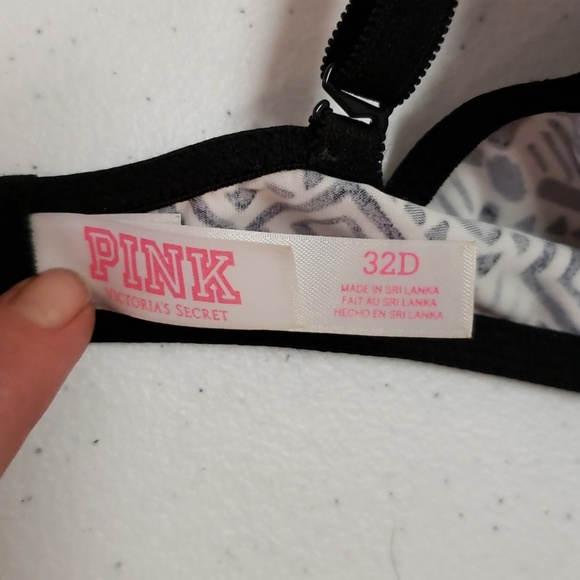 PINK
VICTORIA'S SECRET
32D
MADE IN SRI LANKA
FAIT AU SRI LANKA
HECHO EN SRI LANKA